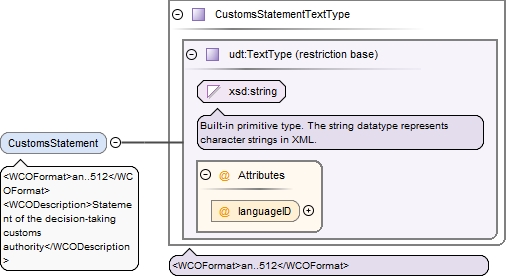 CustomsStatementTextType
udt:TextType (restriction base)
xsd:string
Built-in primitive type. The string datatype represents
character strings in XML.
CustomsStatement
@ Attributes
@ languageID
<WCOFormat>an..512</WC
OFormat>
<WCODescription>Stateme
nt of the decision-taking
customs
authority</WCODescription
>
<WCOFormat>an..512</WCOFormat>